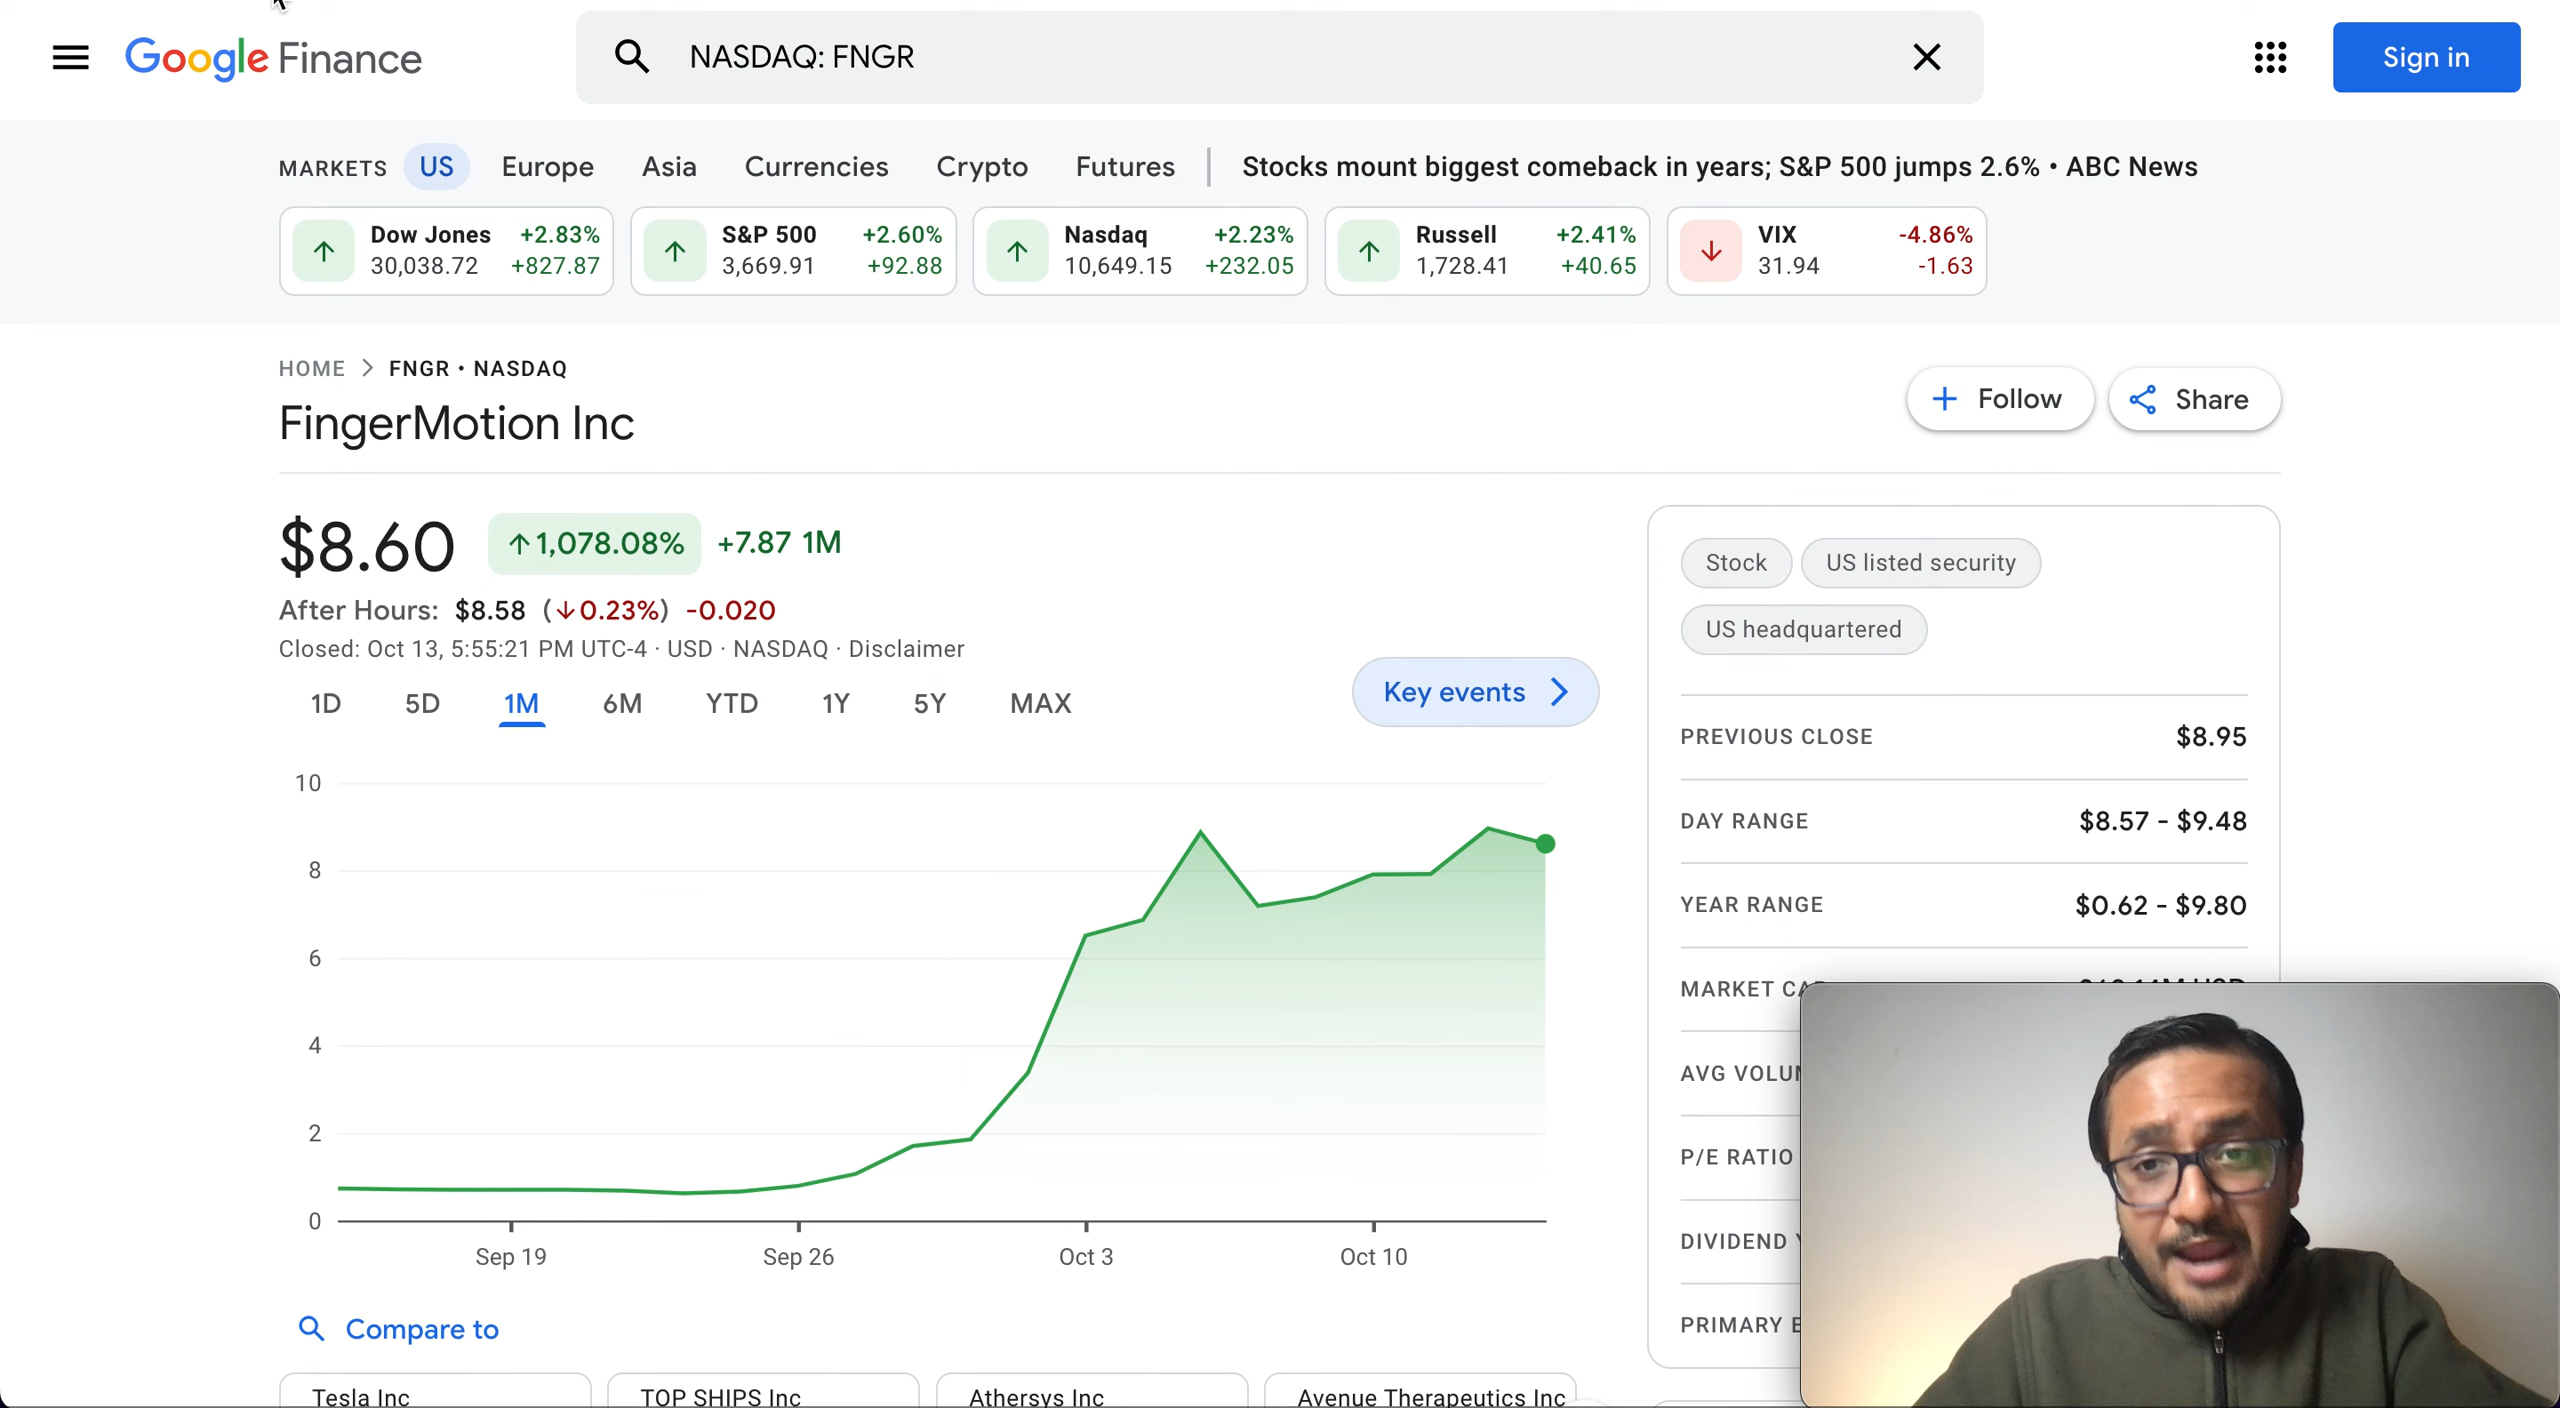 Google Finance
NASDAQ: FNGR
Sign in
MARKETS US Europe Asia Currencies Crypto Futures Stocks mount biggest comeback in years; S&P 500 jumps 2.6% • ABC News
Dow Jones +2.83%
30,038.72 +827.87
S&P 500 +2.60%
3,669.91 +92.88
Nasdaq +2.23%
10,649.15 +232.05
Russell +2.41%
1,728.41 +40.65
VIX -4.86%
31.94 -1.63
HOME > FNGR • NASDAQ
FingerMotion Inc
Follow
Share
$8.60 ↑1,078.08% +7.87 1M
After Hours: $8.58 (↓0.23%) -0.020
Closed: Oct 13, 5:55:21 PM UTC-4 · USD · NASDAQ · Disclaimer
1D 5D 1M 6M YTD 1Y 5Y MAX
Key events
10
8
6
4
2
0
Sep 19 Sep 26 Oct 3 Oct 10
Compare to
Tesla Inc
TOP SHIPS Inc
Athersys Inc
Avenue Therapeutics Inc
Stock
US listed security
US headquartered
PREVIOUS CLOSE $8.95
DAY RANGE $8.57 - $9.48
YEAR RANGE $0.62 - $9.80
MARKET
AVG
P/E RATIO
DIVIDEND
PRIMARY